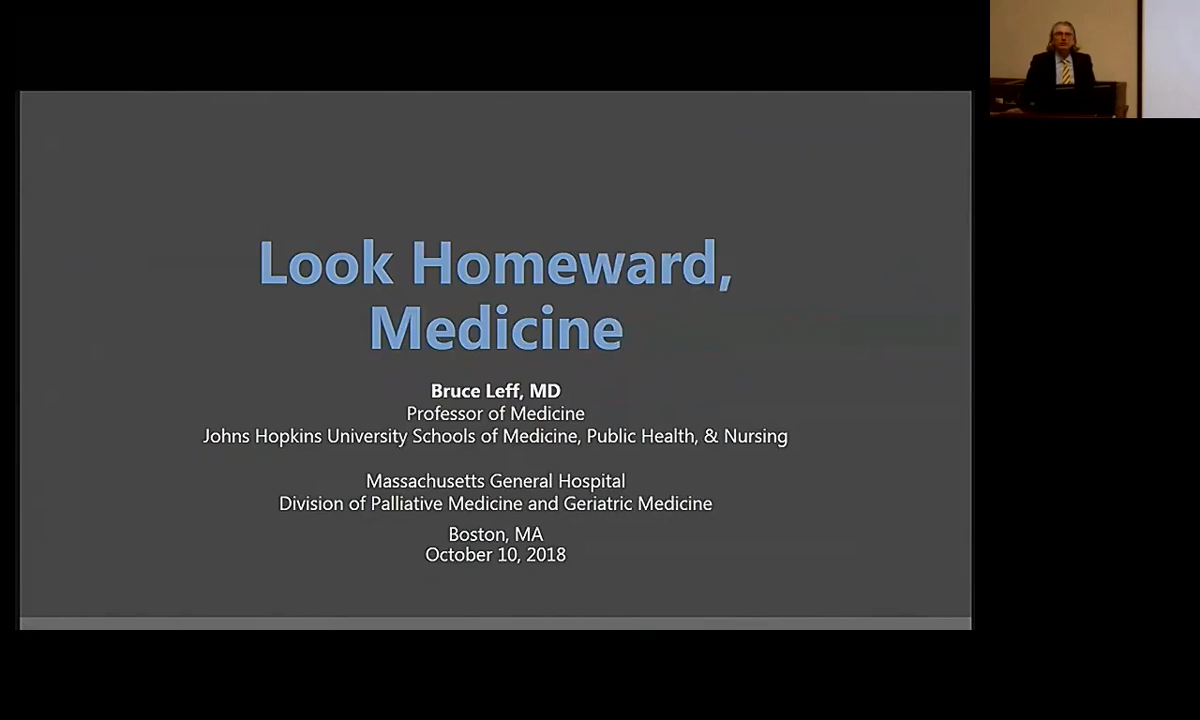 Look Homeward,
Medicine
Bruce Leff, MD
Professor of Medicine
Johns Hopkins University Schools of Medicine, Public Health, & Nursing
Massachusetts General Hospital
Division of Palliative Medicine and Geriatric Medicine
Boston, MA
October 10, 2018